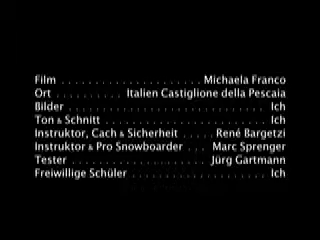 Film . . . . . . . . . . . . . . . . . . . . . Michaela Franco
Ort . . . . . . . . . . Italien Castiglione della Pescaia
Bilder . . . . . . . . . . . . . . . . . . . . . . . . . . . . . Ich
Ton & Schnitt . . . . . . . . . . . . . . . . . . . . . . . . Ich
Instruktor, Cach & Sicherheit . . . . . René Bargetzi
Instruktor & Pro Snowboarder . . . Marc Sprenger
Tester . . . . . . . . . . . . . . . . . . . . Jürg Gartmann
Freiwillige Schüler . . . . . . . . . . . . . . . . . . . . . Ich